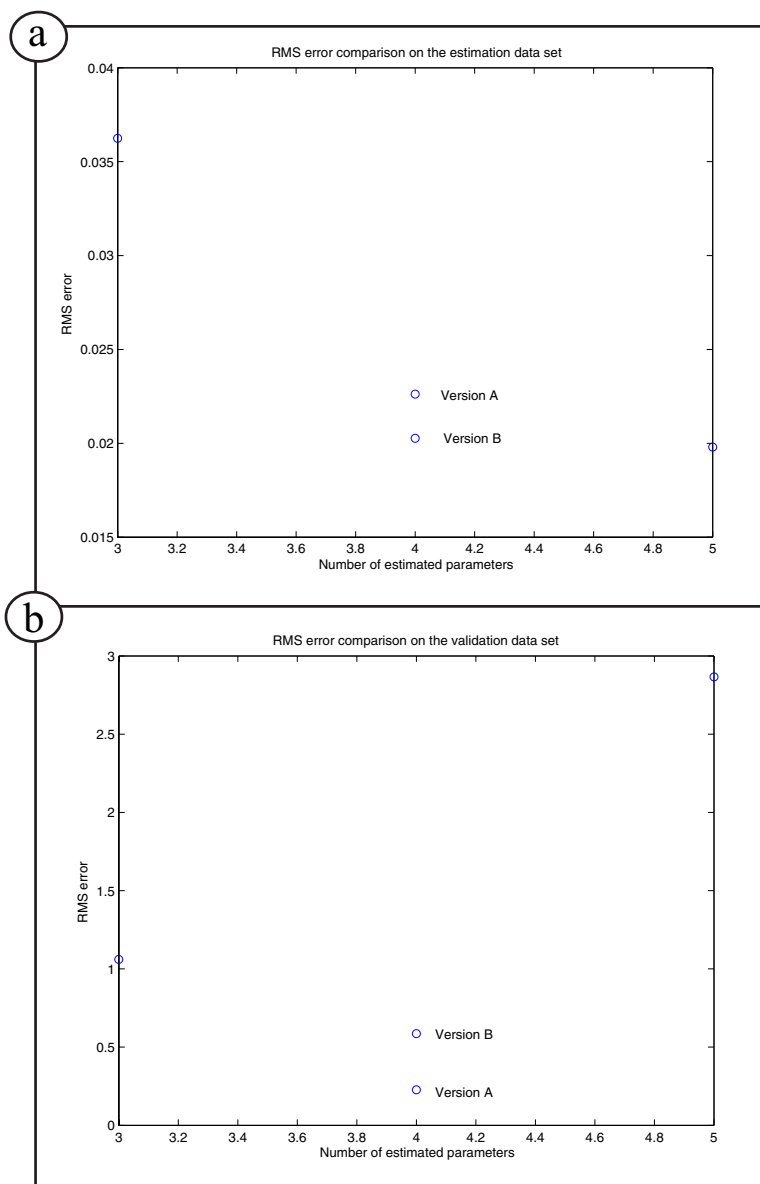 a
RMS error comparison on the estimation data set
0.04
0.035
0.03
0.025
0.02
0.015
RMS error
Version A
Version B
3 3.2 3.4 3.6 3.8 4 4.2 4.4 4.6 4.8 5
Number of estimated parameters
b
RMS error comparison on the validation data set
3
2.5
2
1.5
1
0.5
0
RMS error
Version B
Version A
3 3.2 3.4 3.6 3.8 4 4.2 4.4 4.6 4.8 5
Number of estimated parameters